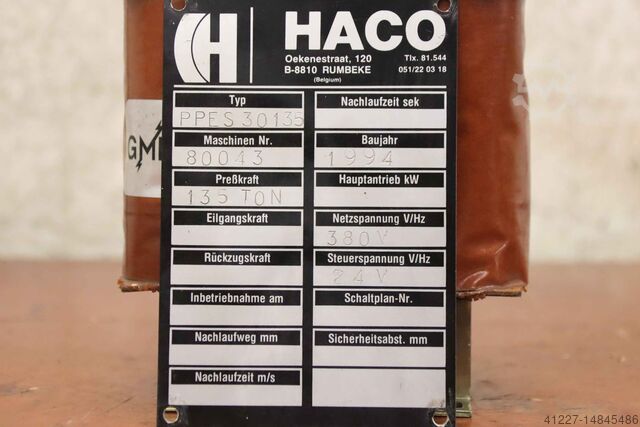 HACO
Oekenestraat, 120 Tlx. 81.544
B-8810 RUMBEKE 051/22 03 18
(Belgium)
Typ Nachlaufzeit sek
PPES 30135
Maschinen Nr. Baujahr
80043 1994
Preßkraft Hauptantrieb kW
135 TON
Eilgangskraft Netzspannung V/Hz
380V
Rückzugskraft Steuerspannung V/Hz
24V
Inbetriebnahme am Schaltplan-Nr.
Nachlaufweg mm Sicherheitsabst. mm
Nachlaufzeit m/s
41227-14845486